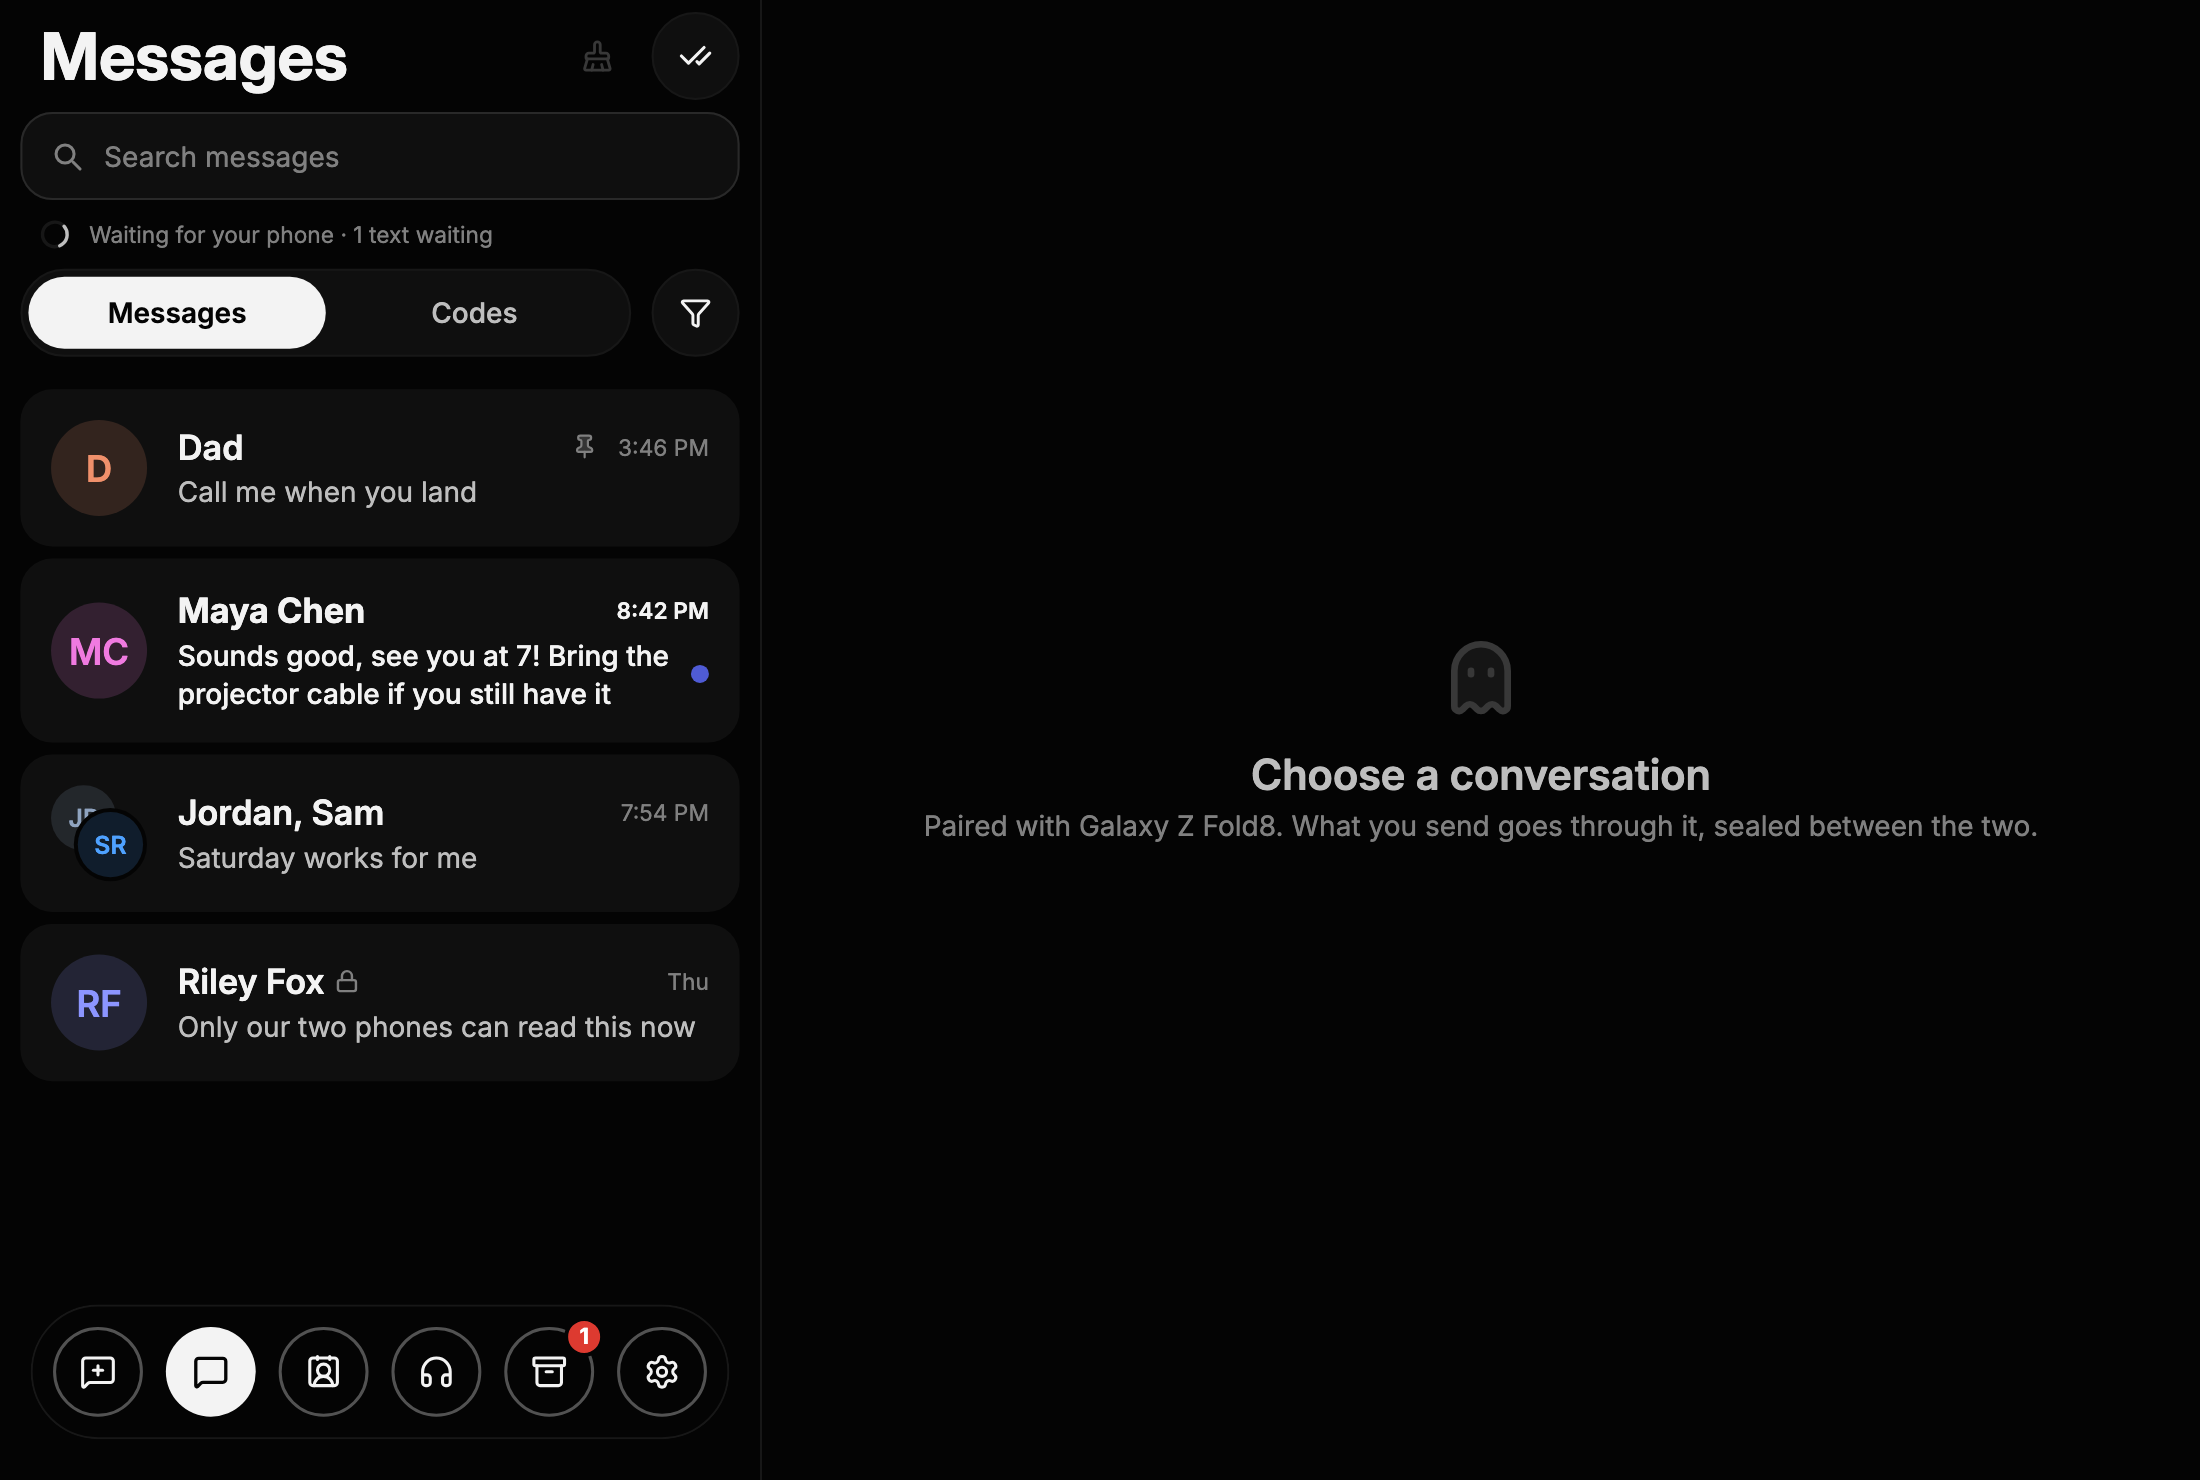 Messages
Search messages
Waiting for your phone · 1 text waiting
Messages
Codes
D
Dad
3:46 PM
Call me when you land
MC
Maya Chen
8:42 PM
Sounds good, see you at 7! Bring the
projector cable if you still have it
SR
Jordan, Sam
7:54 PM
Saturday works for me
RF
Riley Fox
Thu
Only our two phones can read this now
1
Choose a conversation
Paired with Galaxy Z Fold8. What you send goes through it, sealed between the two.